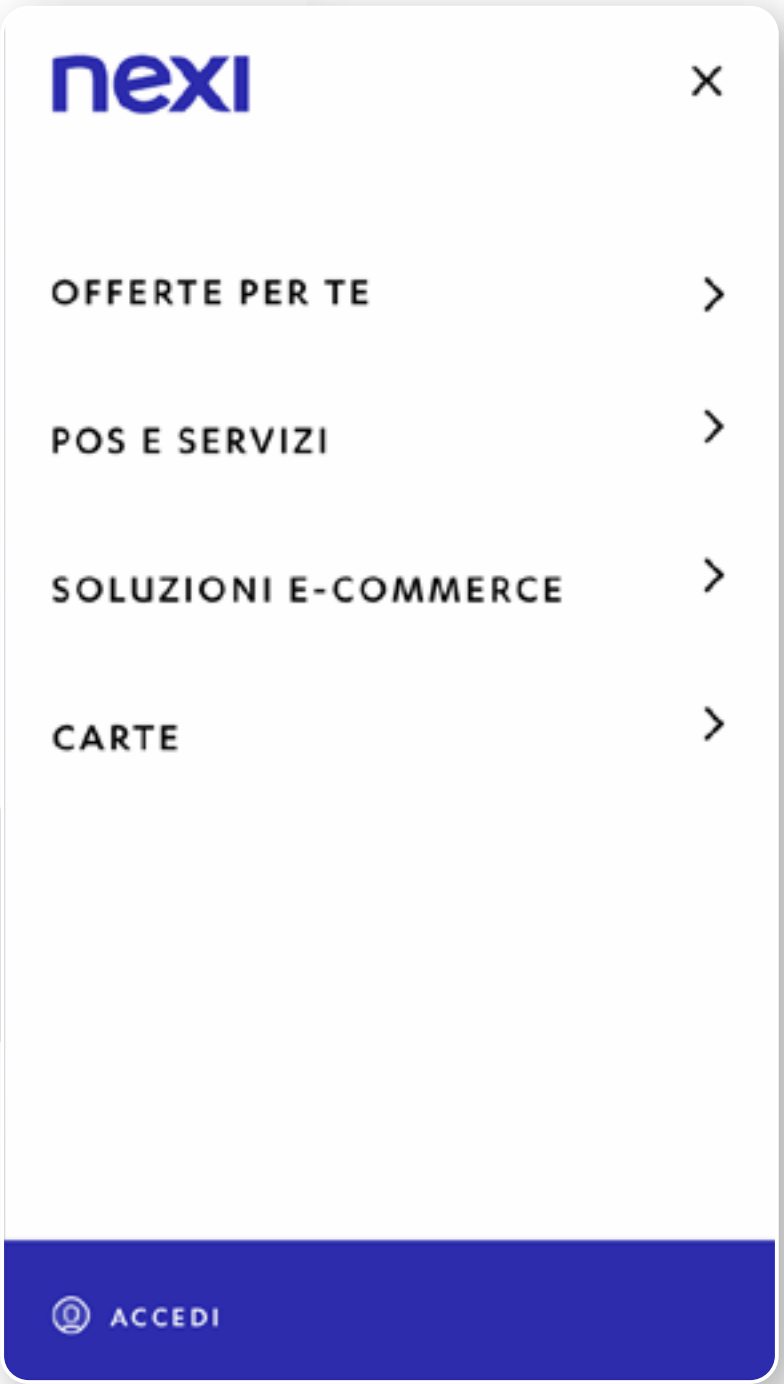 nexi
OFFERTE PER TE
POS E SERVIZI
SOLUZIONI E-COMMERCE
CARTE
ACCEDI